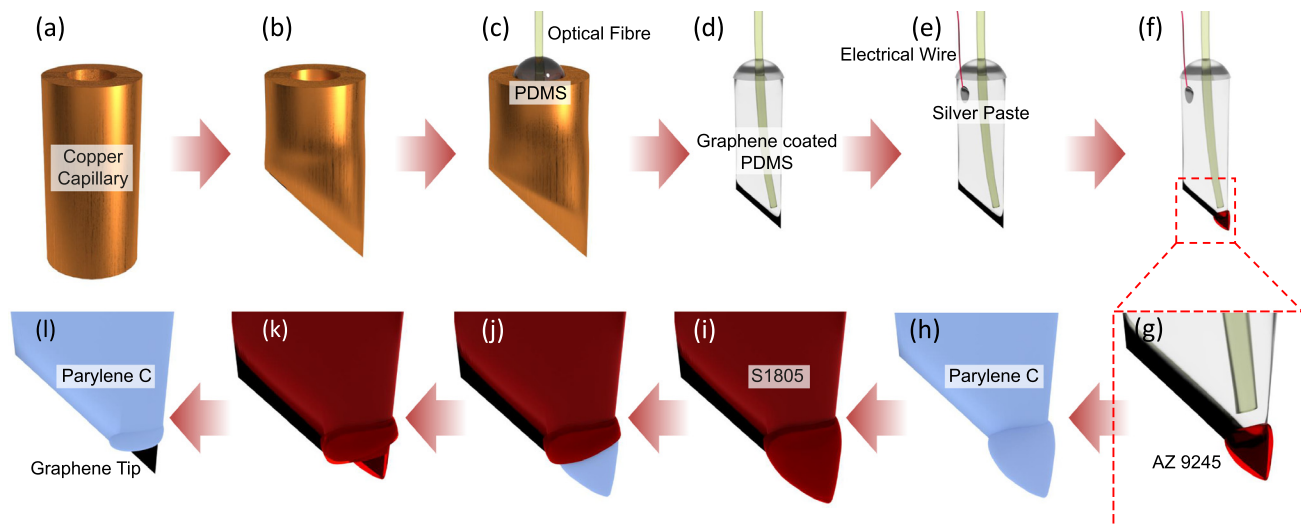 (a)
(b)
(c)
Optical Fibre
(d)
(e)
Electrical Wire
(f)
PDMS
Silver Paste
Graphene coated
PDMS
Copper
Capillary
(l)
(k)
(j)
(i)
(h)
(g)
Parylene C
S1805
Parylene C
Graphene Tip
AZ 9245